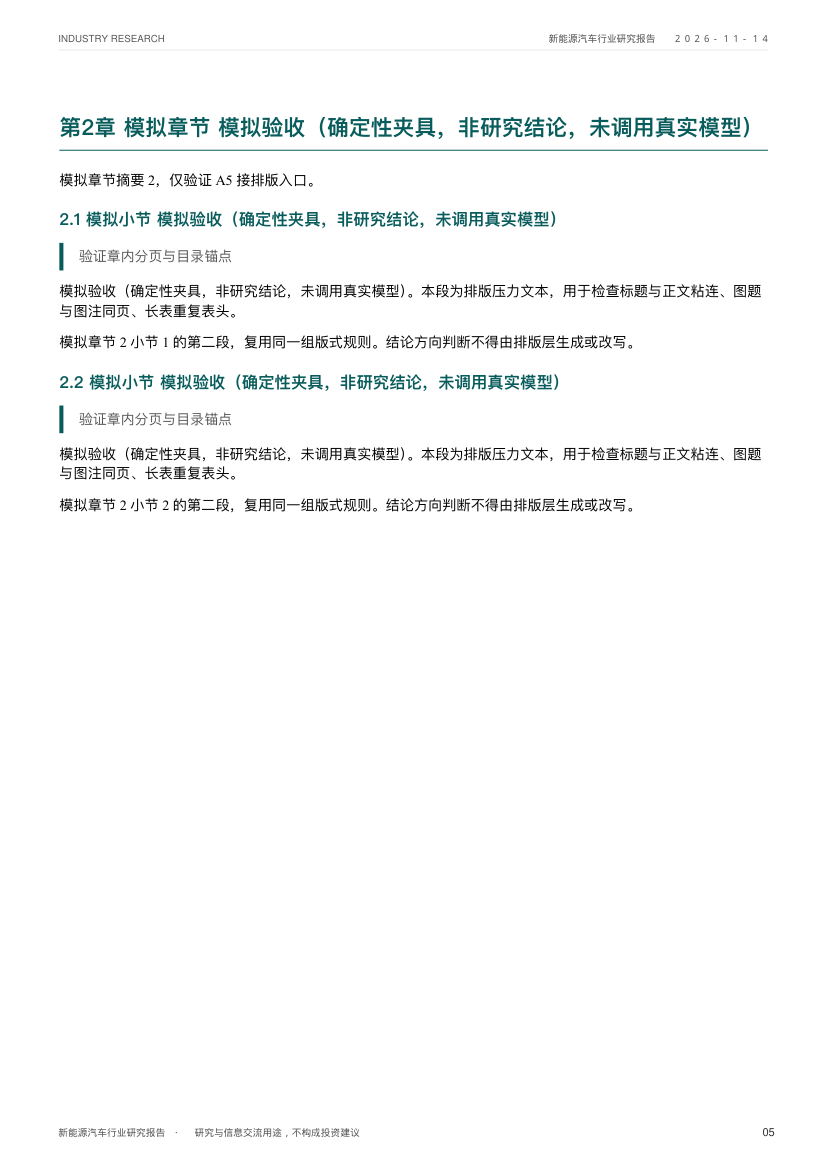 INDUSTRY RESEARCH 新能源汽车行业研究报告 2026-11-14
第2章 模拟章节 模拟验收（确定性夹具，非研究结论，未调用真实模型）
模拟章节摘要 2，仅验证 A5 接排版入口。
2.1 模拟小节 模拟验收（确定性夹具，非研究结论，未调用真实模型）
验证章内分页与目录锚点
模拟验收（确定性夹具，非研究结论，未调用真实模型）。本段为排版压力文本，用于检查标题与正文粘连、图题
与图注同页、长表重复表头。
模拟章节 2 小节 1 的第二段，复用同一组版式规则。结论方向判断不得由排版层生成或改写。
2.2 模拟小节 模拟验收（确定性夹具，非研究结论，未调用真实模型）
验证章内分页与目录锚点
模拟验收（确定性夹具，非研究结论，未调用真实模型）。本段为排版压力文本，用于检查标题与正文粘连、图题
与图注同页、长表重复表头。
模拟章节 2 小节 2 的第二段，复用同一组版式规则。结论方向判断不得由排版层生成或改写。
新能源汽车行业研究报告 · 研究与信息交流用途，不构成投资建议 05